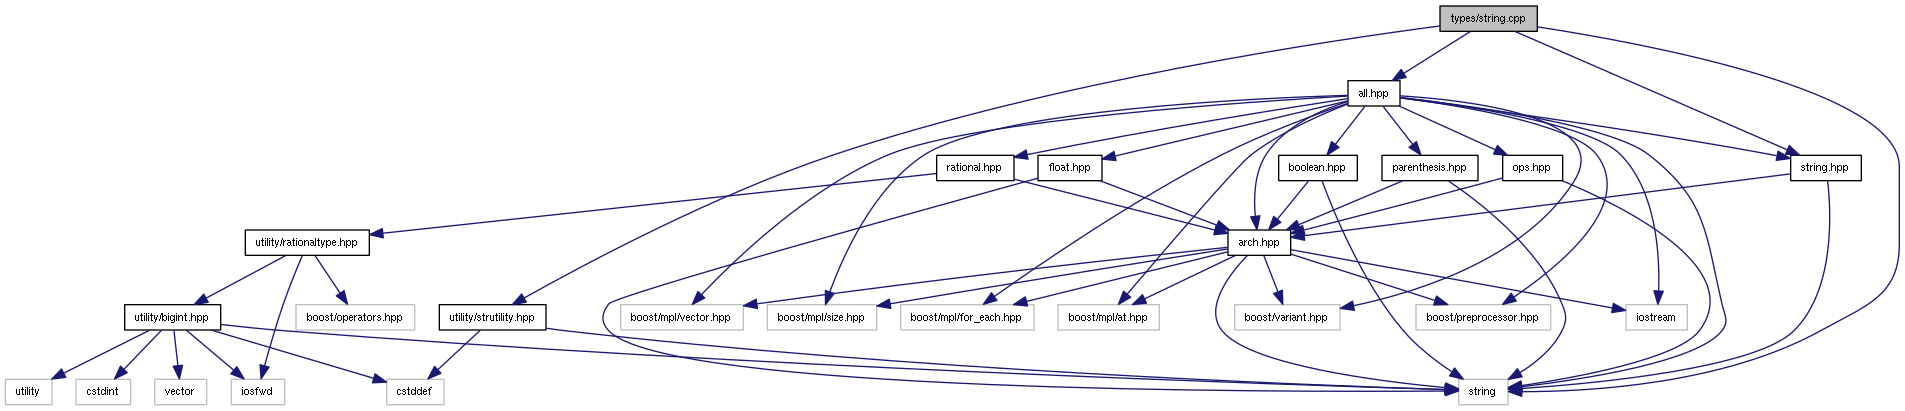 types/string.cpp
all.hpp
rational.hpp
float.hpp
boolean.hpp
parenthesis.hpp
ops.hpp
string.hpp
utility/rationaltype.hpp
arch.hpp
utility/bigint.hpp
boost/operators.hpp
utility/strutility.hpp
boost/mpl/vector.hpp
boost/mpl/size.hpp
boost/mpl/for_each.hpp
boost/mpl/at.hpp
boost/variant.hpp
boost/preprocessor.hpp
iostream
utility
cstdint
vector
iosfwd
cstddef
string